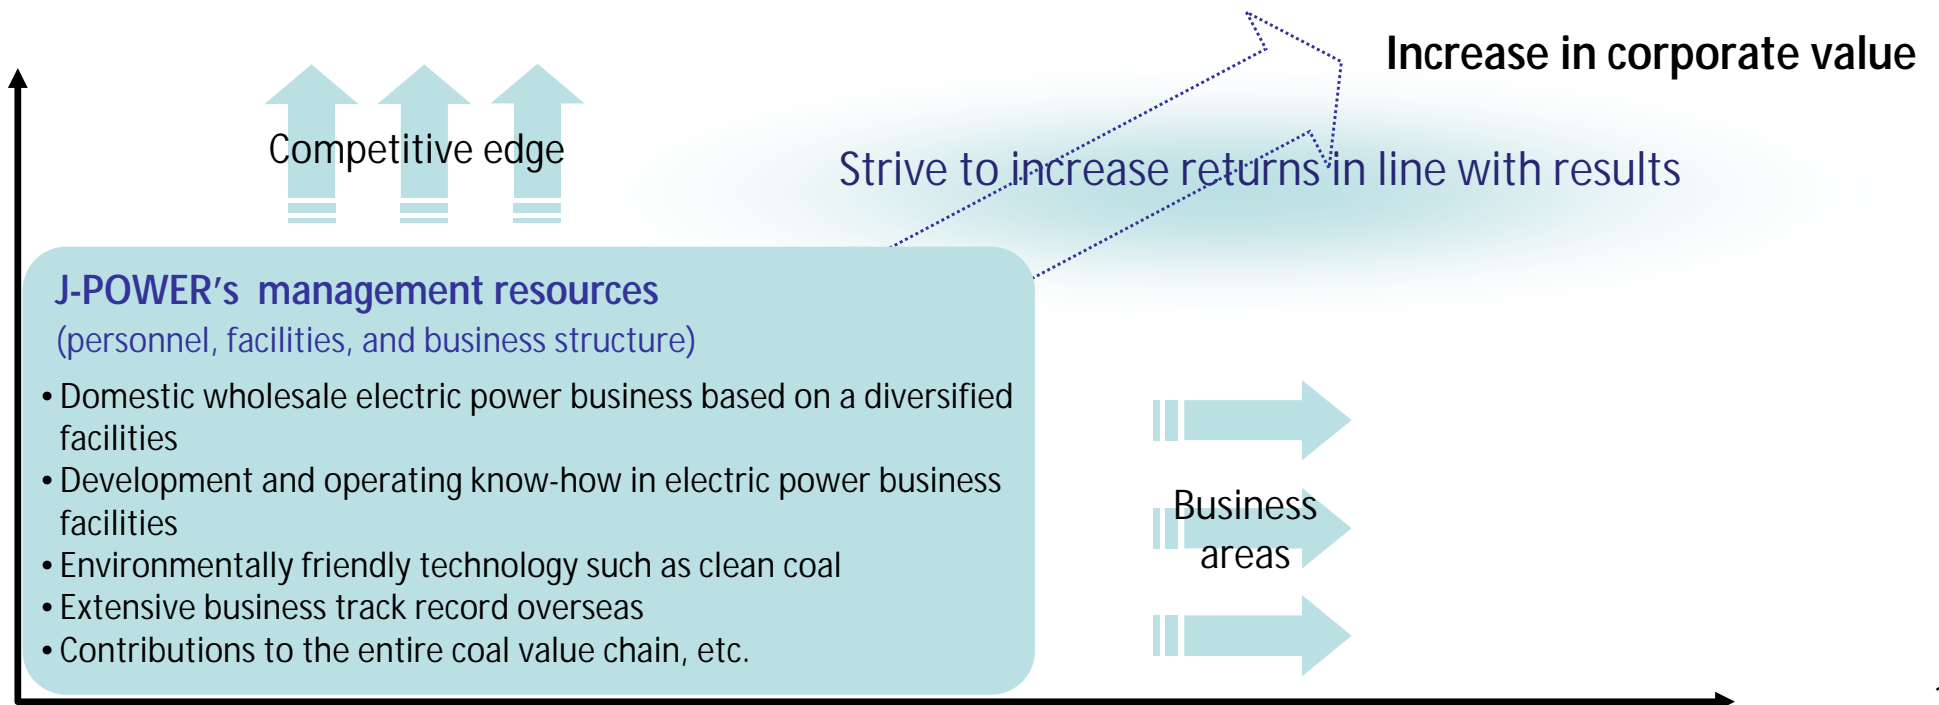 Increase in corporate value
Competitive edge
Strive to increase returns in line with results
J-POWER's management resources
(personnel, facilities, and business structure)
• Domestic wholesale electric power business based on a diversified
facilities
• Development and operating know-how in electric power business
facilities
• Environmentally friendly technology such as clean coal
• Extensive business track record overseas
• Contributions to the entire coal value chain, etc.
Business
areas